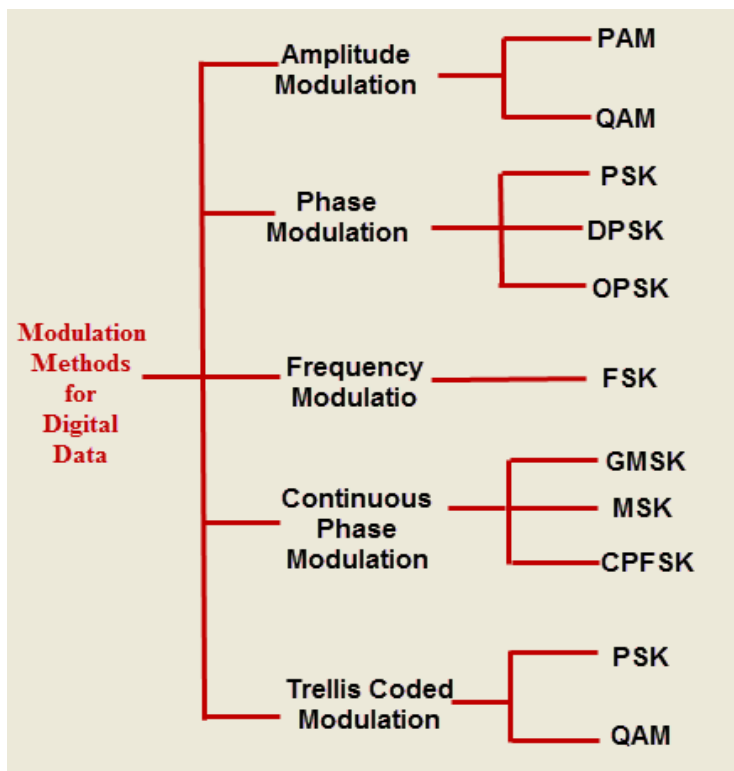 Modulation
Methods
for
Digital
Data
Amplitude
Modulation
PAM
QAM
Phase
Modulation
PSK
DPSK
OPSK
Frequency
Modulatio
FSK
Continuous
Phase
Modulation
GMSK
MSK
CPFSK
Trellis Coded
Modulation
PSK
QAM